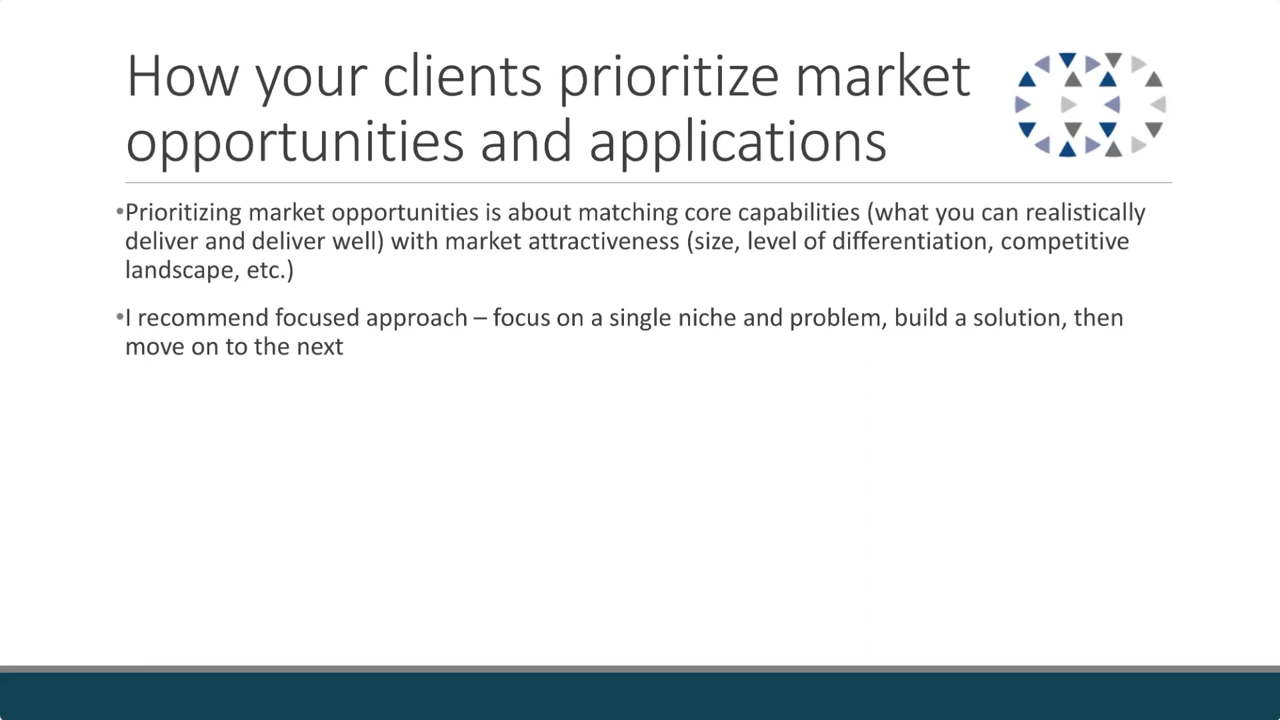 How your clients prioritize market
opportunities and applications
•Prioritizing market opportunities is about matching core capabilities (what you can realistically
deliver and deliver well) with market attractiveness (size, level of differentiation, competitive
landscape, etc.)
•I recommend focused approach – focus on a single niche and problem, build a solution, then
move on to the next